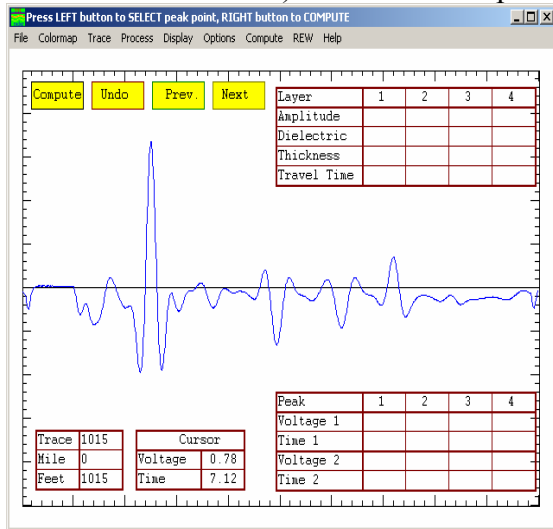 Press LEFT button to SELECT peak point, RIGHT button to COMPUTE
File Colormap Trace Process Display Options Compute REW Help
Compute Undo Prev. Next
Layer 1 2 3 4
Amplitude
Dielectric
Thickness
Travel Time
Peak 1 2 3 4
Voltage 1
Time 1
Voltage 2
Time 2
Trace 1015
Mile 0
Feet 1015
Cursor
Voltage 0.78
Time 7.12